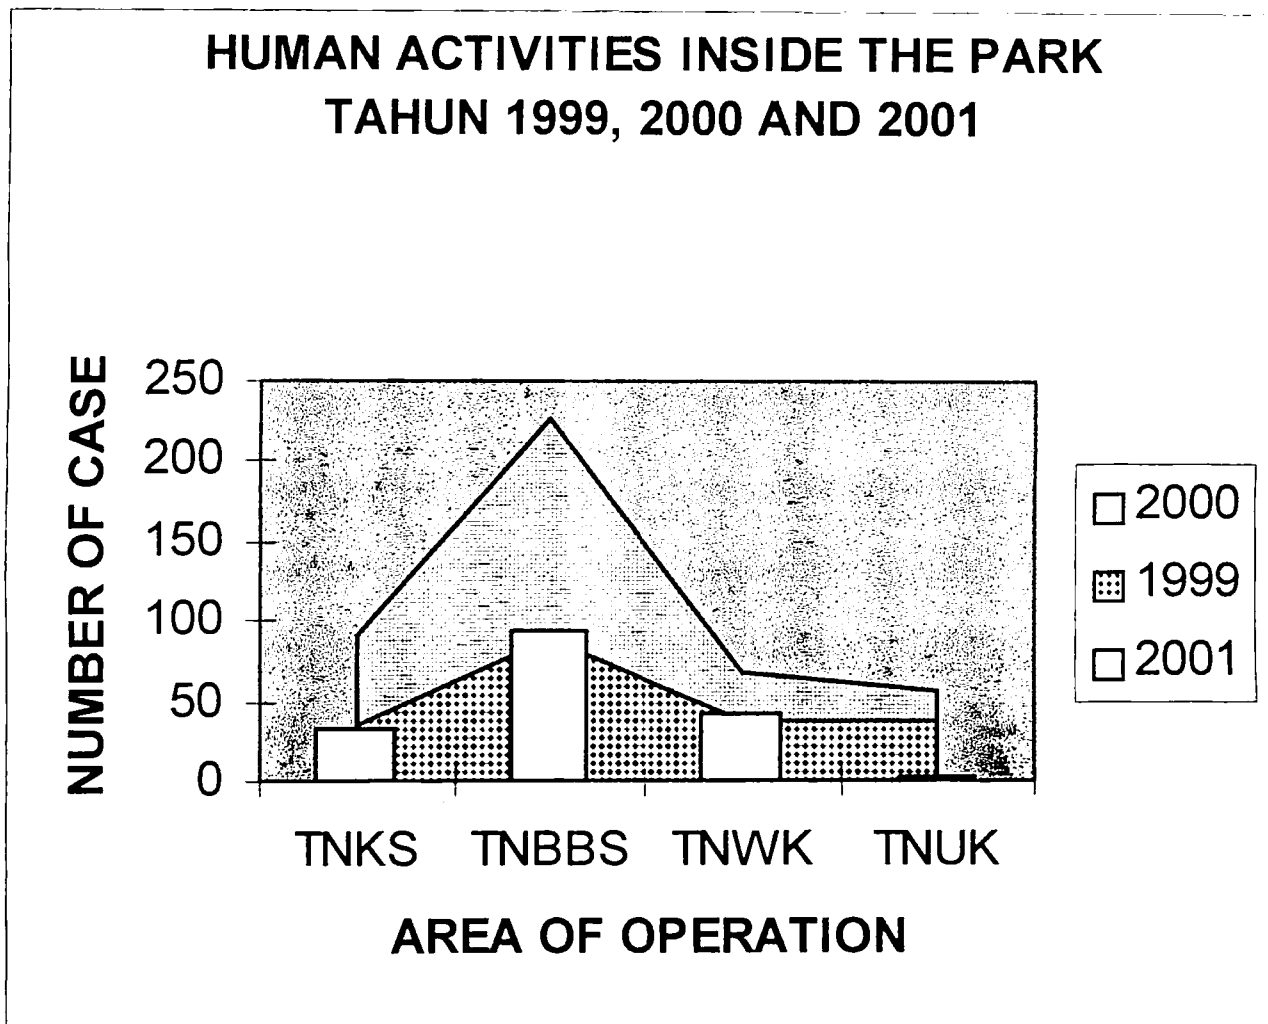 HUMAN ACTIVITIES INSIDE THE PARK
TAHUN 1999, 2000 AND 2001
NUMBER OF CASE
250
200
150
100
50
0
TNKS TNBBS TNWK TNUK
AREA OF OPERATION
2000
1999
2001